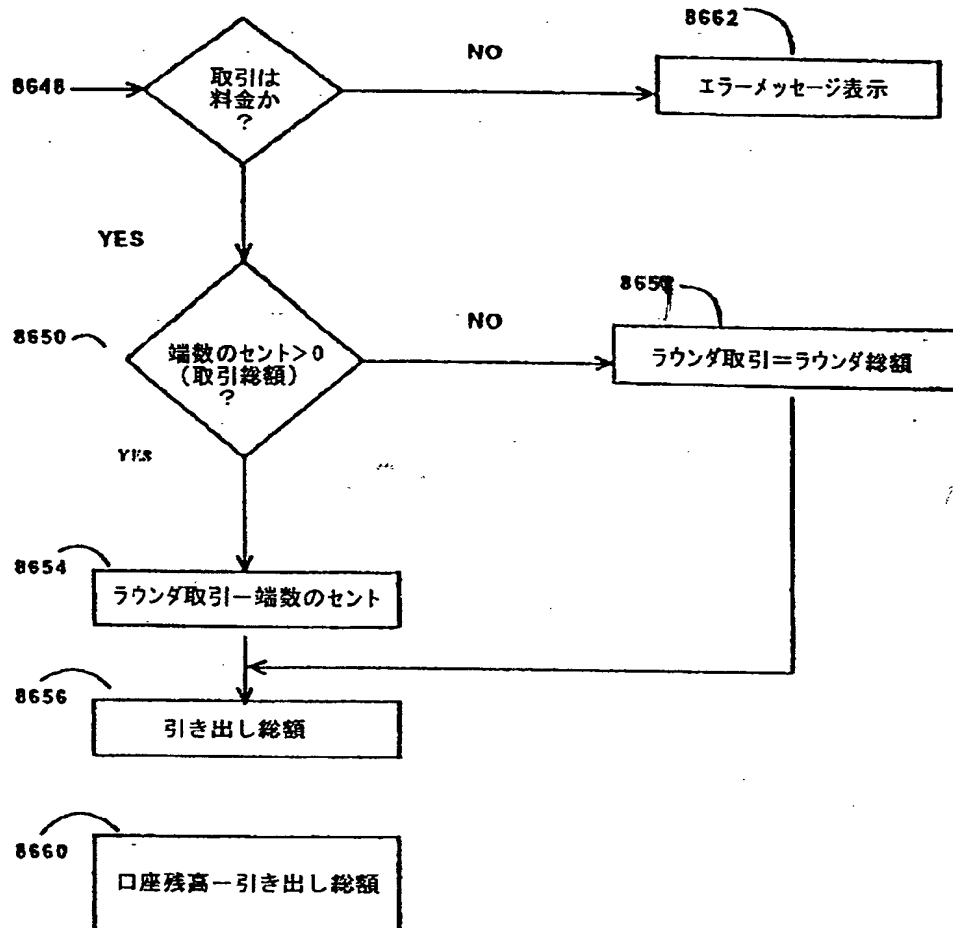 8662
NO
8648
取引は
料金か
?
エラーメッセージ表示
YES
NO
8650
端数のセント>0
(取引総額)
?
ラウンダ取引=ラウンダ総額
YES
8654
ラウンダ取引ー端数のセント
8656
引き出し総額
8660
口座残高ー引き出し総額